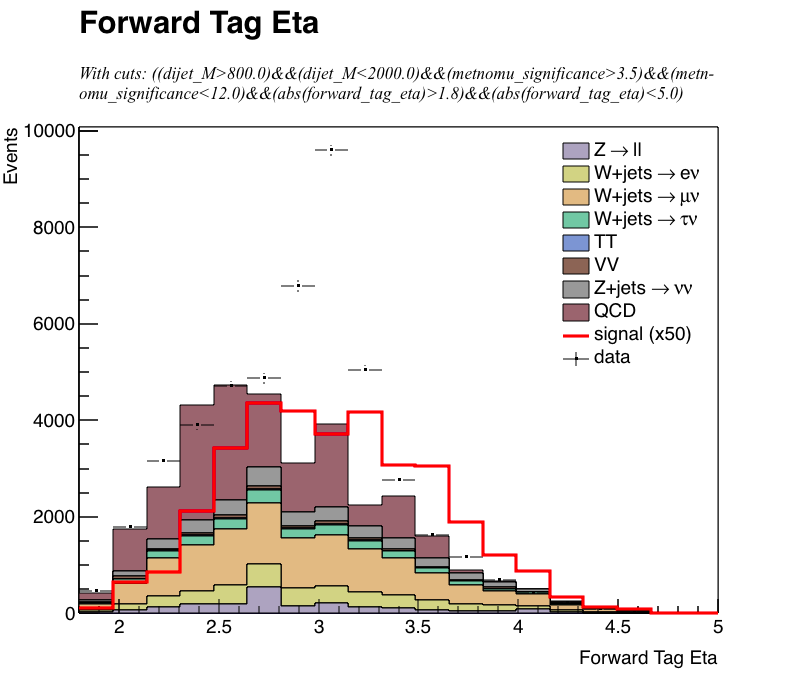 Forward Tag Eta
With cuts: ((dijet_M>800.0)&&(dijet_M<2000.0)&&(metnomu_significance>3.5)&&(metn-
omu_significance<12.0)&&(abs(forward_tag_eta)>1.8)&&(abs(forward_tag_eta)<5.0)
Events
10000
8000
6000
4000
2000
0
Z → ll
W+jets → eν
W+jets → μν
W+jets → τν
TT
VV
Z+jets → νν
QCD
signal (x50)
data
2 2.5 3 3.5 4 4.5 5
Forward Tag Eta